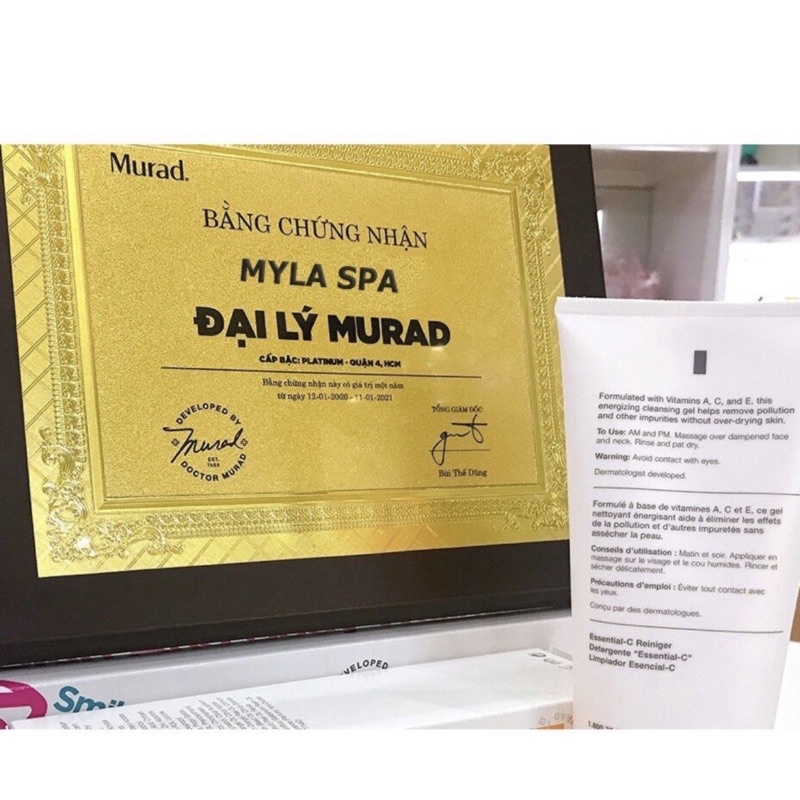 Murad.
BẰNG CHỨNG NHẬN
MYLA SPA
ĐẠI LÝ MURAD
CẤP BẬC: PLATINUM - QUẬN 4, HCM
Bằng chứng nhận này có giá trị một năm
từ ngày 12-01-2020 - 11-01-2021
DEVELOPED BY
Murad
EST.
1989
DOCTOR MURAD
TỔNG GIÁM ĐỐC
Bùi Thế Dũng
Formulated with Vitamins A, C, and E, this
energizing cleansing gel helps remove pollution
and other impurities without over-drying skin.
To Use: AM and PM. Massage over dampened face
and neck. Rinse and pat dry.
Warning: Avoid contact with eyes.
Dermatologist developed.
Formulé à base de vitamines A, C et E, ce gel
nettoyant énergisant aide à éliminer les effets
de la pollution et d'autres impuretés sans
assécher la peau.
Conseils d'utilisation : Matin et soir. Appliquer en
massage sur le visage et le cou humides. Rincer et
sécher délicatement.
Précautions d'emploi : Éviter tout contact avec
les yeux.
Conçu par des dermatologues.
Essential-C Reiniger
Detergente "Essential-C"
Limpiador Esencial-C